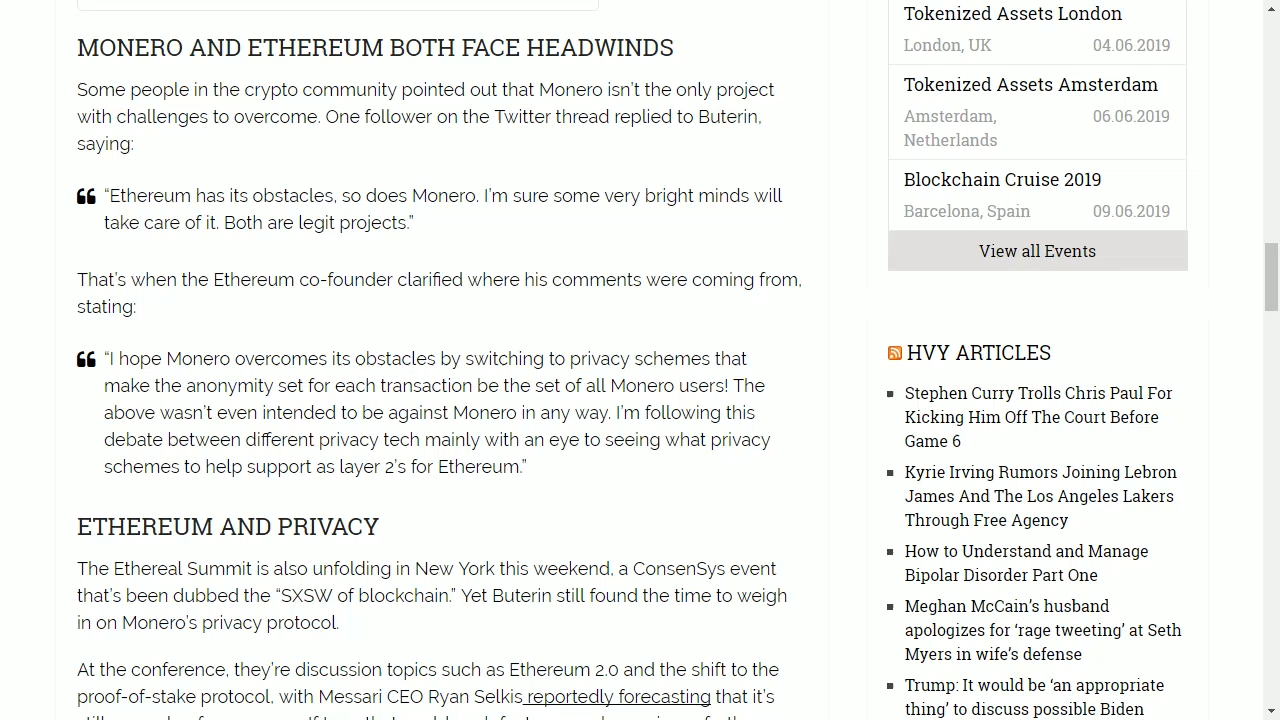 MONERO AND ETHEREUM BOTH FACE HEADWINDS
Some people in the crypto community pointed out that Monero isn't the only project
with challenges to overcome. One follower on the Twitter thread replied to Buterin,
saying:
“Ethereum has its obstacles, so does Monero. I'm sure some very bright minds will
take care of it. Both are legit projects.”
That's when the Ethereum co-founder clarified where his comments were coming from,
stating:
“I hope Monero overcomes its obstacles by switching to privacy schemes that
make the anonymity set for each transaction be the set of all Monero users! The
above wasn't even intended to be against Monero in any way. I'm following this
debate between different privacy tech mainly with an eye to seeing what privacy
schemes to help support as layer 2's for Ethereum.”
ETHEREUM AND PRIVACY
The Ethereal Summit is also unfolding in New York this weekend, a ConsenSys event
that's been dubbed the “SXSW of blockchain.” Yet Buterin still found the time to weigh
in on Monero's privacy protocol.
At the conference, they're discussion topics such as Ethereum 2.0 and the shift to the
proof-of-stake protocol, with Messari CEO Ryan Selkis reportedly forecasting that it's
Tokenized Assets London
London, UK 04.06.2019
Tokenized Assets Amsterdam
Amsterdam, 06.06.2019
Netherlands
Blockchain Cruise 2019
Barcelona, Spain 09.06.2019
View all Events
HVY ARTICLES
Stephen Curry Trolls Chris Paul For
Kicking Him Off The Court Before
Game 6
Kyrie Irving Rumors Joining Lebron
James And The Los Angeles Lakers
Through Free Agency
How to Understand and Manage
Bipolar Disorder Part One
Meghan McCain's husband
apologizes for ‘rage tweeting’ at Seth
Myers in wife's defense
Trump: It would be ‘an appropriate
thing’ to discuss possible Biden